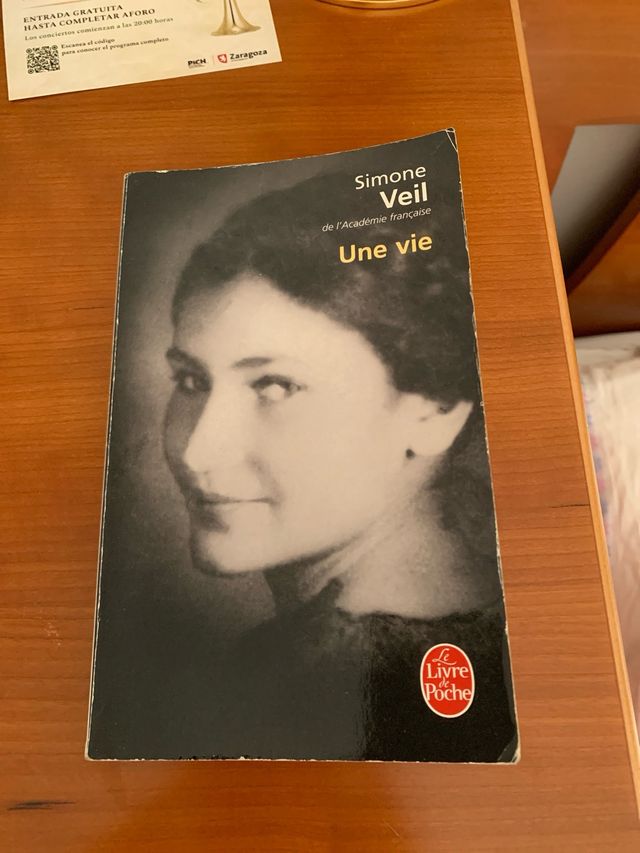 ENTRADA GRATUITA
HASTA COMPLETAR AFORO
Los conciertos comienzan a las 20:00 horas
Escanea el código
para conocer el programa completo
PICH
Zaragoza
Simone
Veil
de l'Académie française
Une vie
Le
Livre
de
Poche